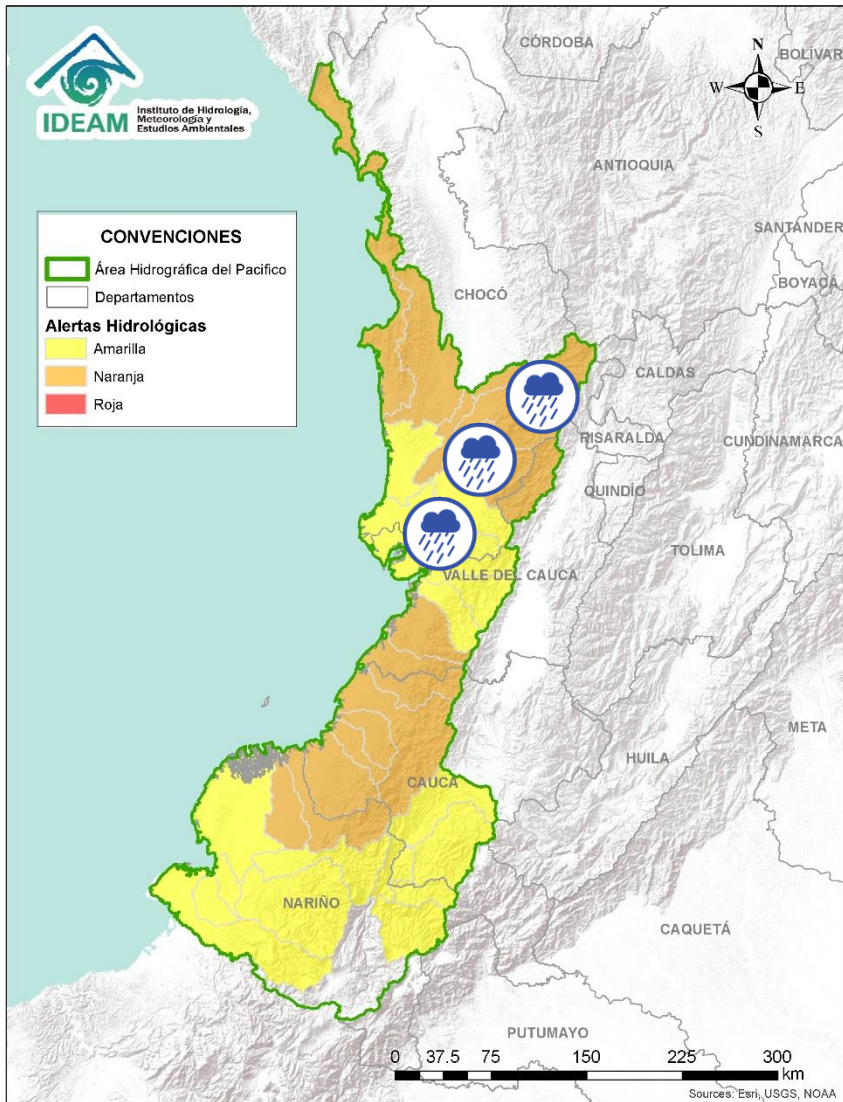 IDEAM
Instituto de Hidrología,
Meteorología y
Estudios Ambientales
CÓRDOBA
BOLÍVAR
N
W
E
S
ANTIOQUIA
SANTANDER
BOYACÁ
CONVENCIONES
Área Hidrográfica del Pacifico
Departamentos
Alertas Hidrológicas
Amarilla
Naranja
Roja
CHOCÓ
CALDAS
RISARALDA
CUNDINAMARCA
QUINDÍO
TOLIMA
VALLE DEL CAUCA
META
HUILA
CAUCA
NARIÑO
CAQUETÁ
PUTUMAYO
0 37.5 75 150 225 300
km
Sources: Esri, USGS, NOAA